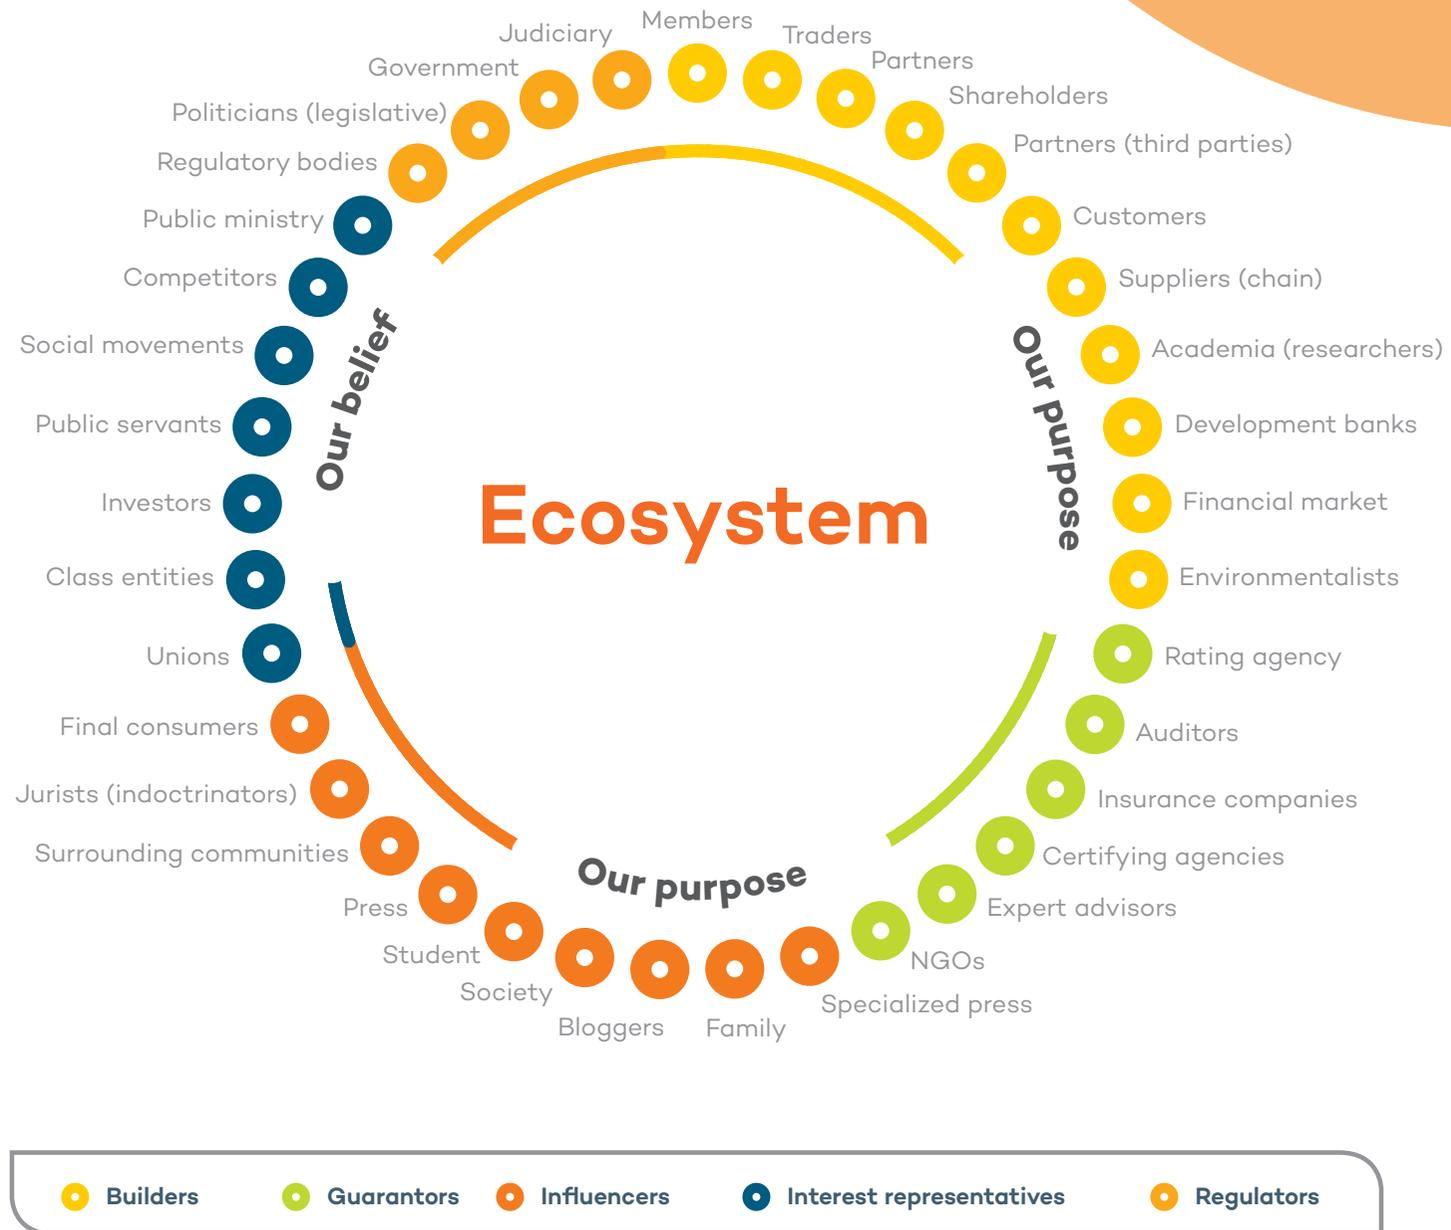 Members
Traders
Partners
Shareholders
Partners (third parties)
Customers
Suppliers (chain)
Academia (researchers)
Development banks
Financial market
Environmentalists
Rating agency
Auditors
Insurance companies
Certifying agencies
Expert advisors
NGOs
Specialized press
Family
Bloggers
Society
Student
Press
Surrounding communities
Jurists (indoctrinators)
Final consumers
Unions
Class entities
Investors
Public servants
Social movements
Competitors
Public ministry
Regulatory bodies
Politicians (legislative)
Government
Judiciary
Our belief
Our purpose
Our purpose
Ecosystem
Builders
Guarantors
Influencers
Interest representatives
Regulators